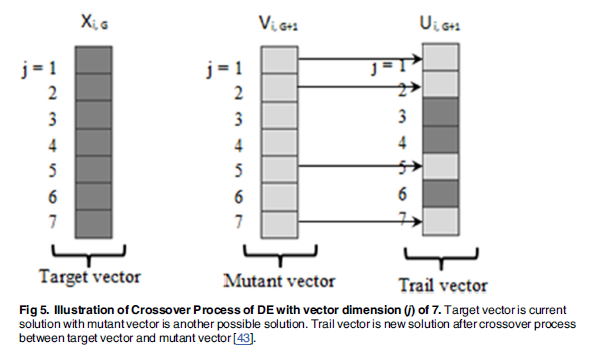 X i, G
V i, G+1
U i, G+1
j = 1
2
3
4
5
6
7
j = 1
2
3
4
5
6
7
j = 1
2
3
4
5
6
7
Target vector
Mutant vector
Trail vector
Fig 5. Illustration of Crossover Process of DE with vector dimension (j) of 7. Target vector is current
solution with mutant vector is another possible solution. Trail vector is new solution after crossover process
between target vector and mutant vector [43].